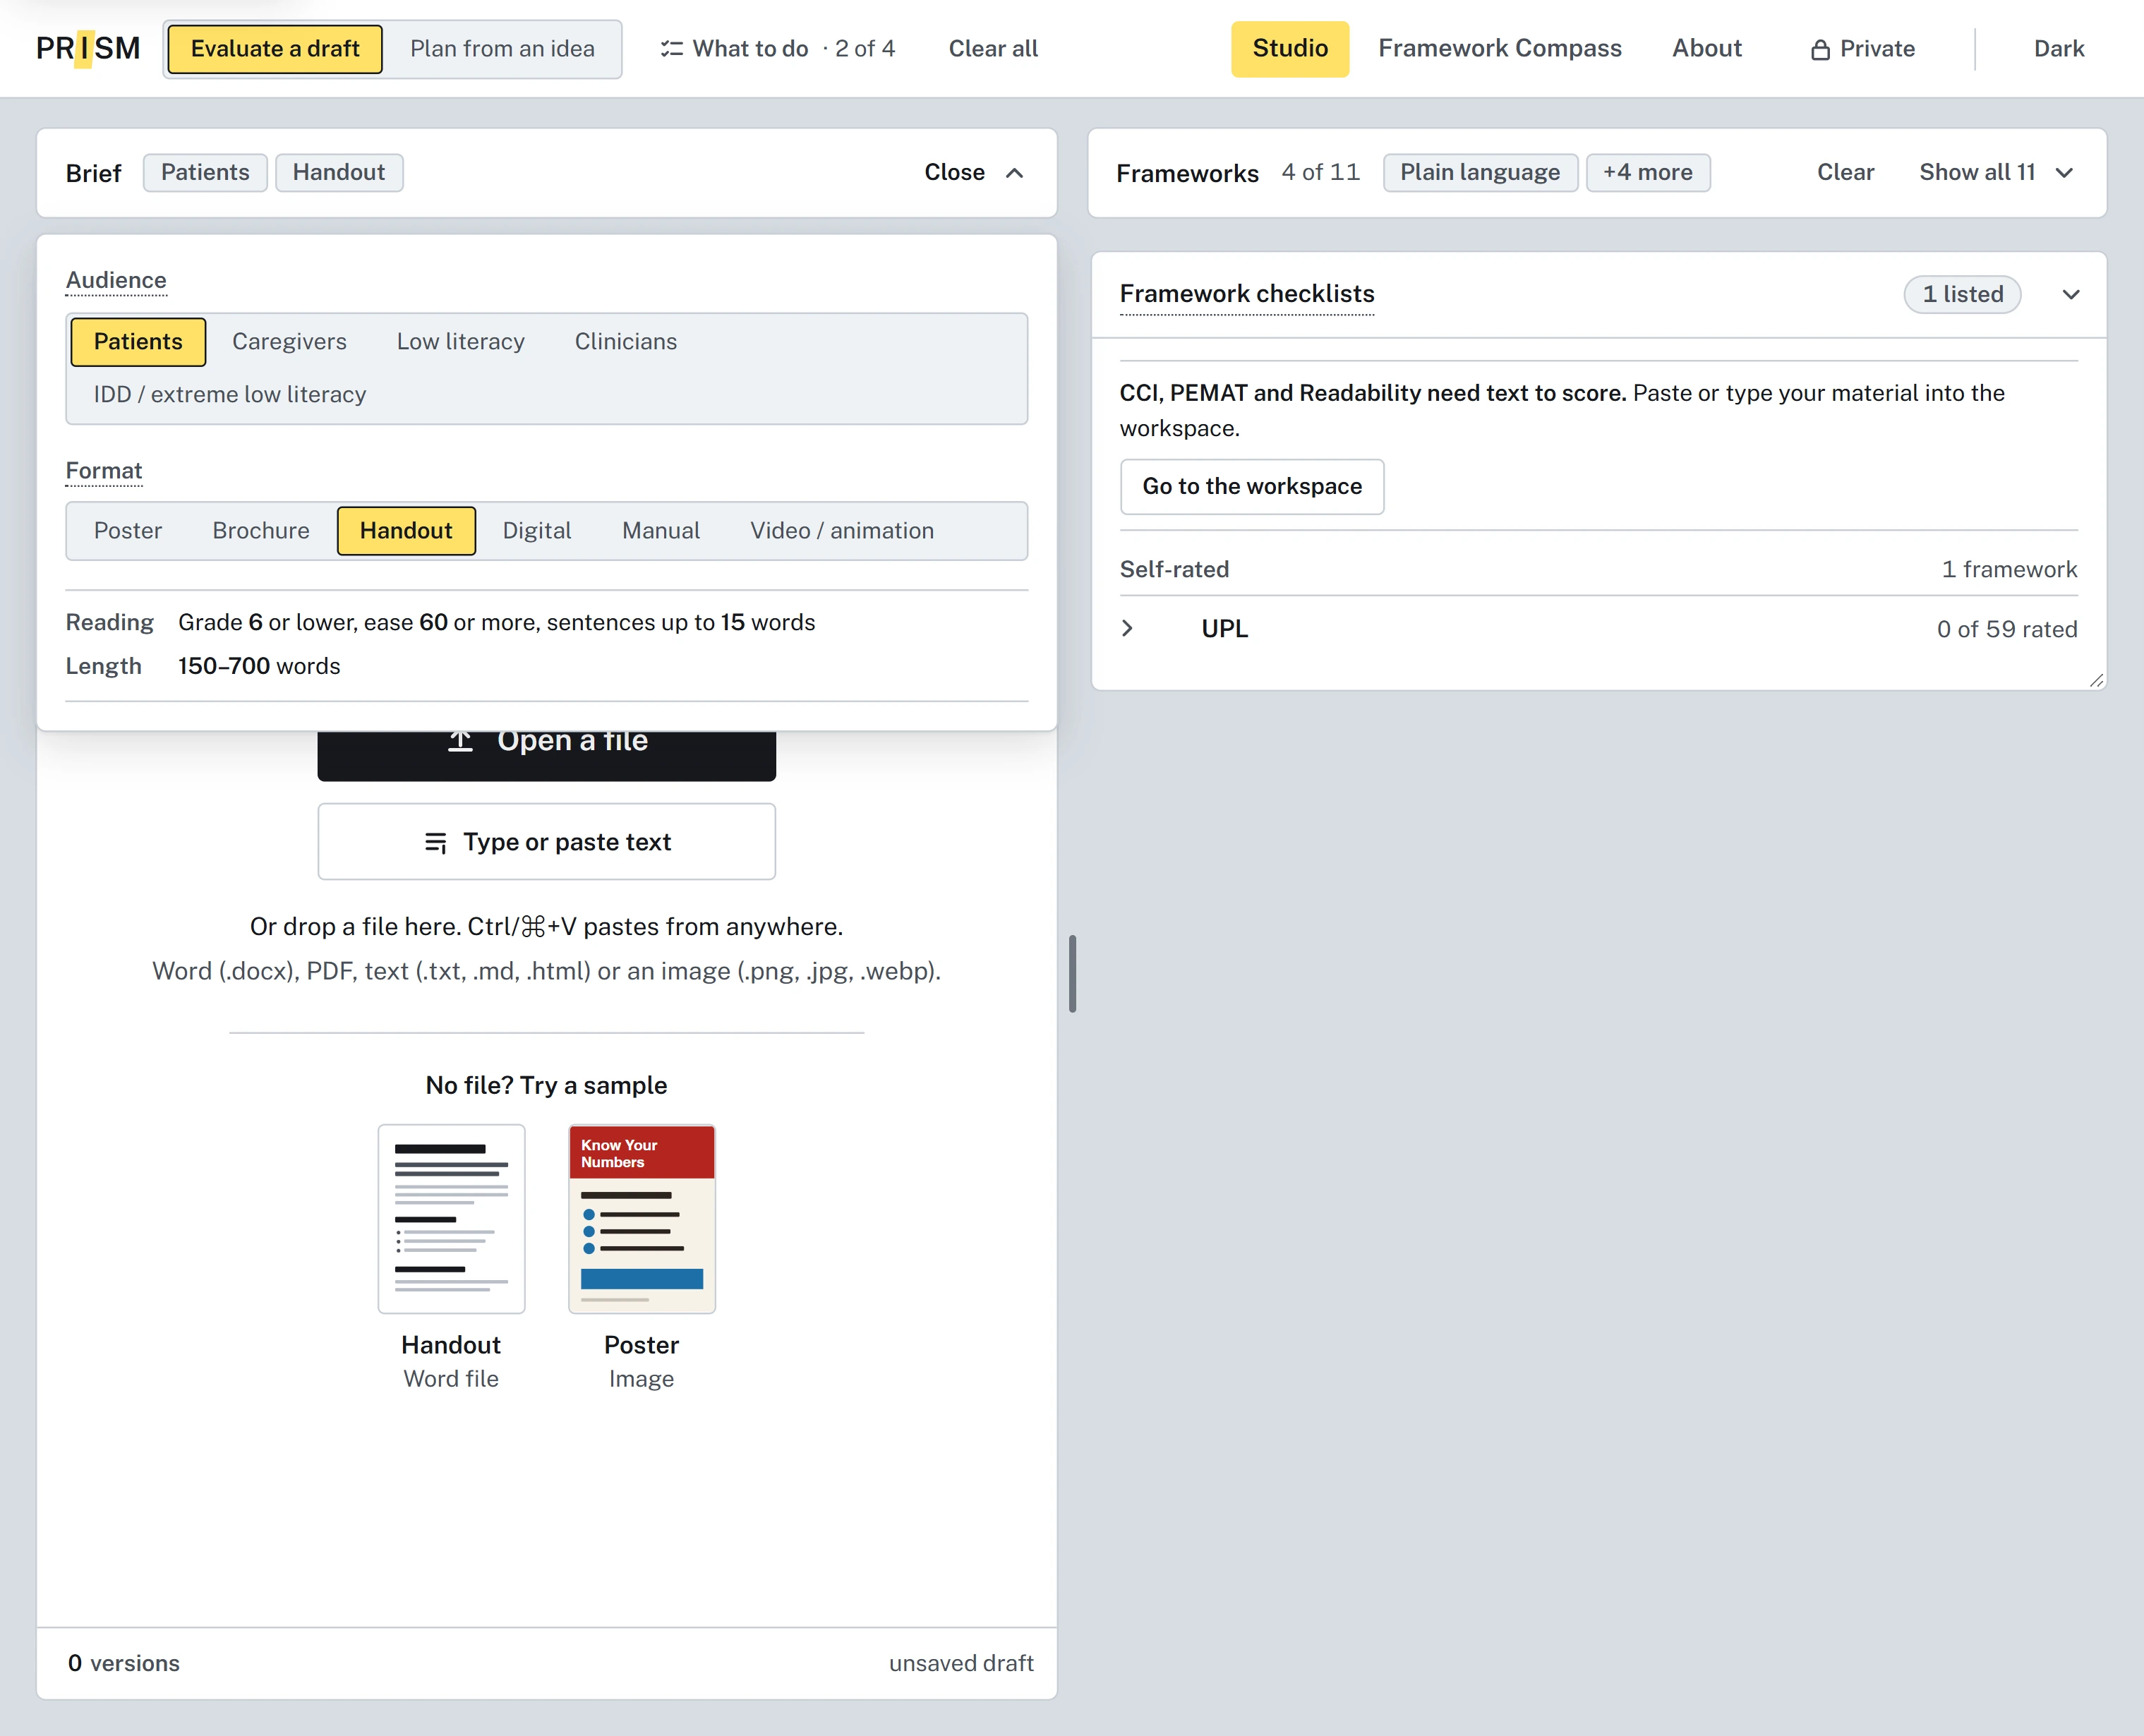 PRISM
Evaluate a draft
Plan from an idea
What to do · 2 of 4
Clear all
Studio
Framework Compass
About
Private
Dark
Brief
Patients
Handout
Close
Frameworks
4 of 11
Plain language
+4 more
Clear
Show all 11
Audience
Patients
Caregivers
Low literacy
Clinicians
IDD / extreme low literacy
Format
Poster
Brochure
Handout
Digital
Manual
Video / animation
Reading
Grade 6 or lower, ease 60 or more, sentences up to 15 words
Length
150–700 words
Open a file
Type or paste text
Or drop a file here. Ctrl/⌘+V pastes from anywhere.
Word (.docx), PDF, text (.txt, .md, .html) or an image (.png, .jpg, .webp).
No file? Try a sample
Know Your
Numbers
Handout
Word file
Poster
Image
0 versions
unsaved draft
Framework checklists
1 listed
CCI, PEMAT and Readability need text to score. Paste or type your material into the
workspace.
Go to the workspace
Self-rated
1 framework
UPL
0 of 59 rated